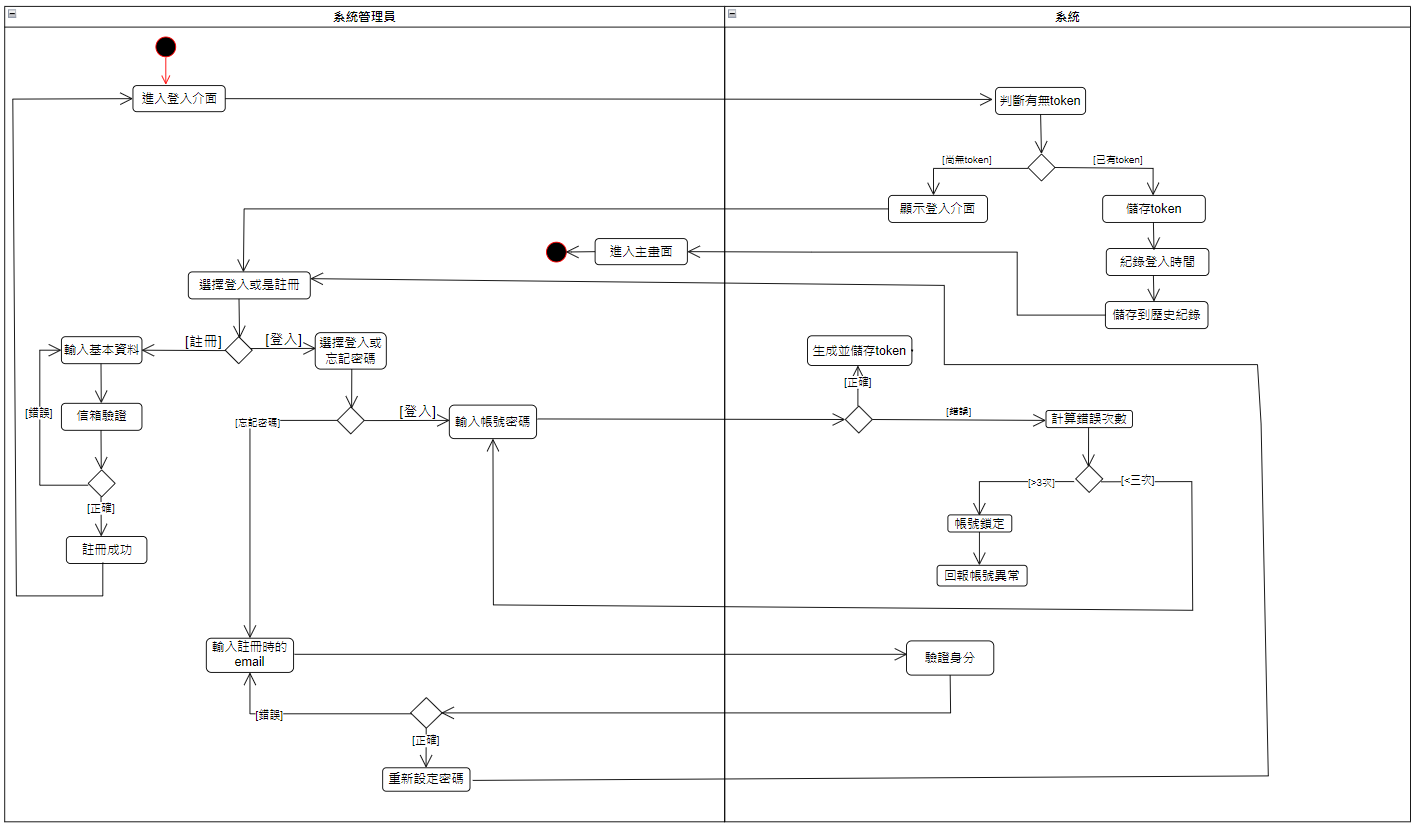 系統管理員
系統
進入登入介面
判斷有無token
[尚無token]
[已有token]
顯示登入介面
儲存token
進入主畫面
紀錄登入時間
選擇登入或是註冊
儲存到歷史紀錄
[註冊]
[登入]
輸入基本資料
選擇登入或
忘記密碼
生成並儲存token
[正確]
[錯誤]
信箱驗證
[忘記密碼]
[登入]
輸入帳號密碼
[錯誤]
計算錯誤次數
[>3次]
[<三次]
[正確]
帳號鎖定
註冊成功
回報帳號異常
輸入註冊時的
email
驗證身分
[錯誤]
[正確]
重新設定密碼